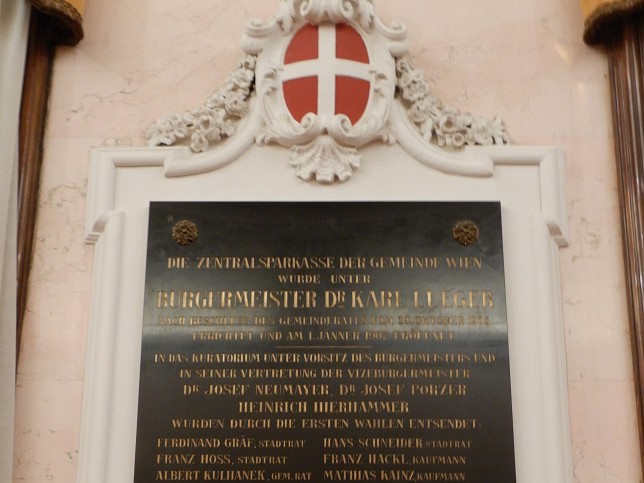 DIE ZENTRALSPARKASSE DER GEMEINDE WIEN
WURDE UNTER
BÜRGERMEISTER DR KARL LUEGER
NACH BESCHLUSS DES GEMEINDERATES VOM 30. OKTOBER
ERRICHTET UND AM 1. JÄNNER 1907 ERÖFFNET
IN DAS KURATORIUM UNTER VORSITZ DES BÜRGERMEISTERS UND
IN SEINER VERTRETUNG DER VIZEBÜRGERMEISTER
DR JOSEF NEUMAYER, DR JOSEF PORZER,
HEINRICH HIERHAMMER
WURDEN DURCH DIE ERSTEN WAHLEN ENTSENDET:
FERDINAND GRÄF, STADTRAT HANS SCHNEIDER STADTRAT
FRANZ HOSS, STADTRAT FRANZ HACKL, KAUFMANN
ALBERT KULHANEK, GEM. RAT MATHIAS KAINZ, KAUFMANN